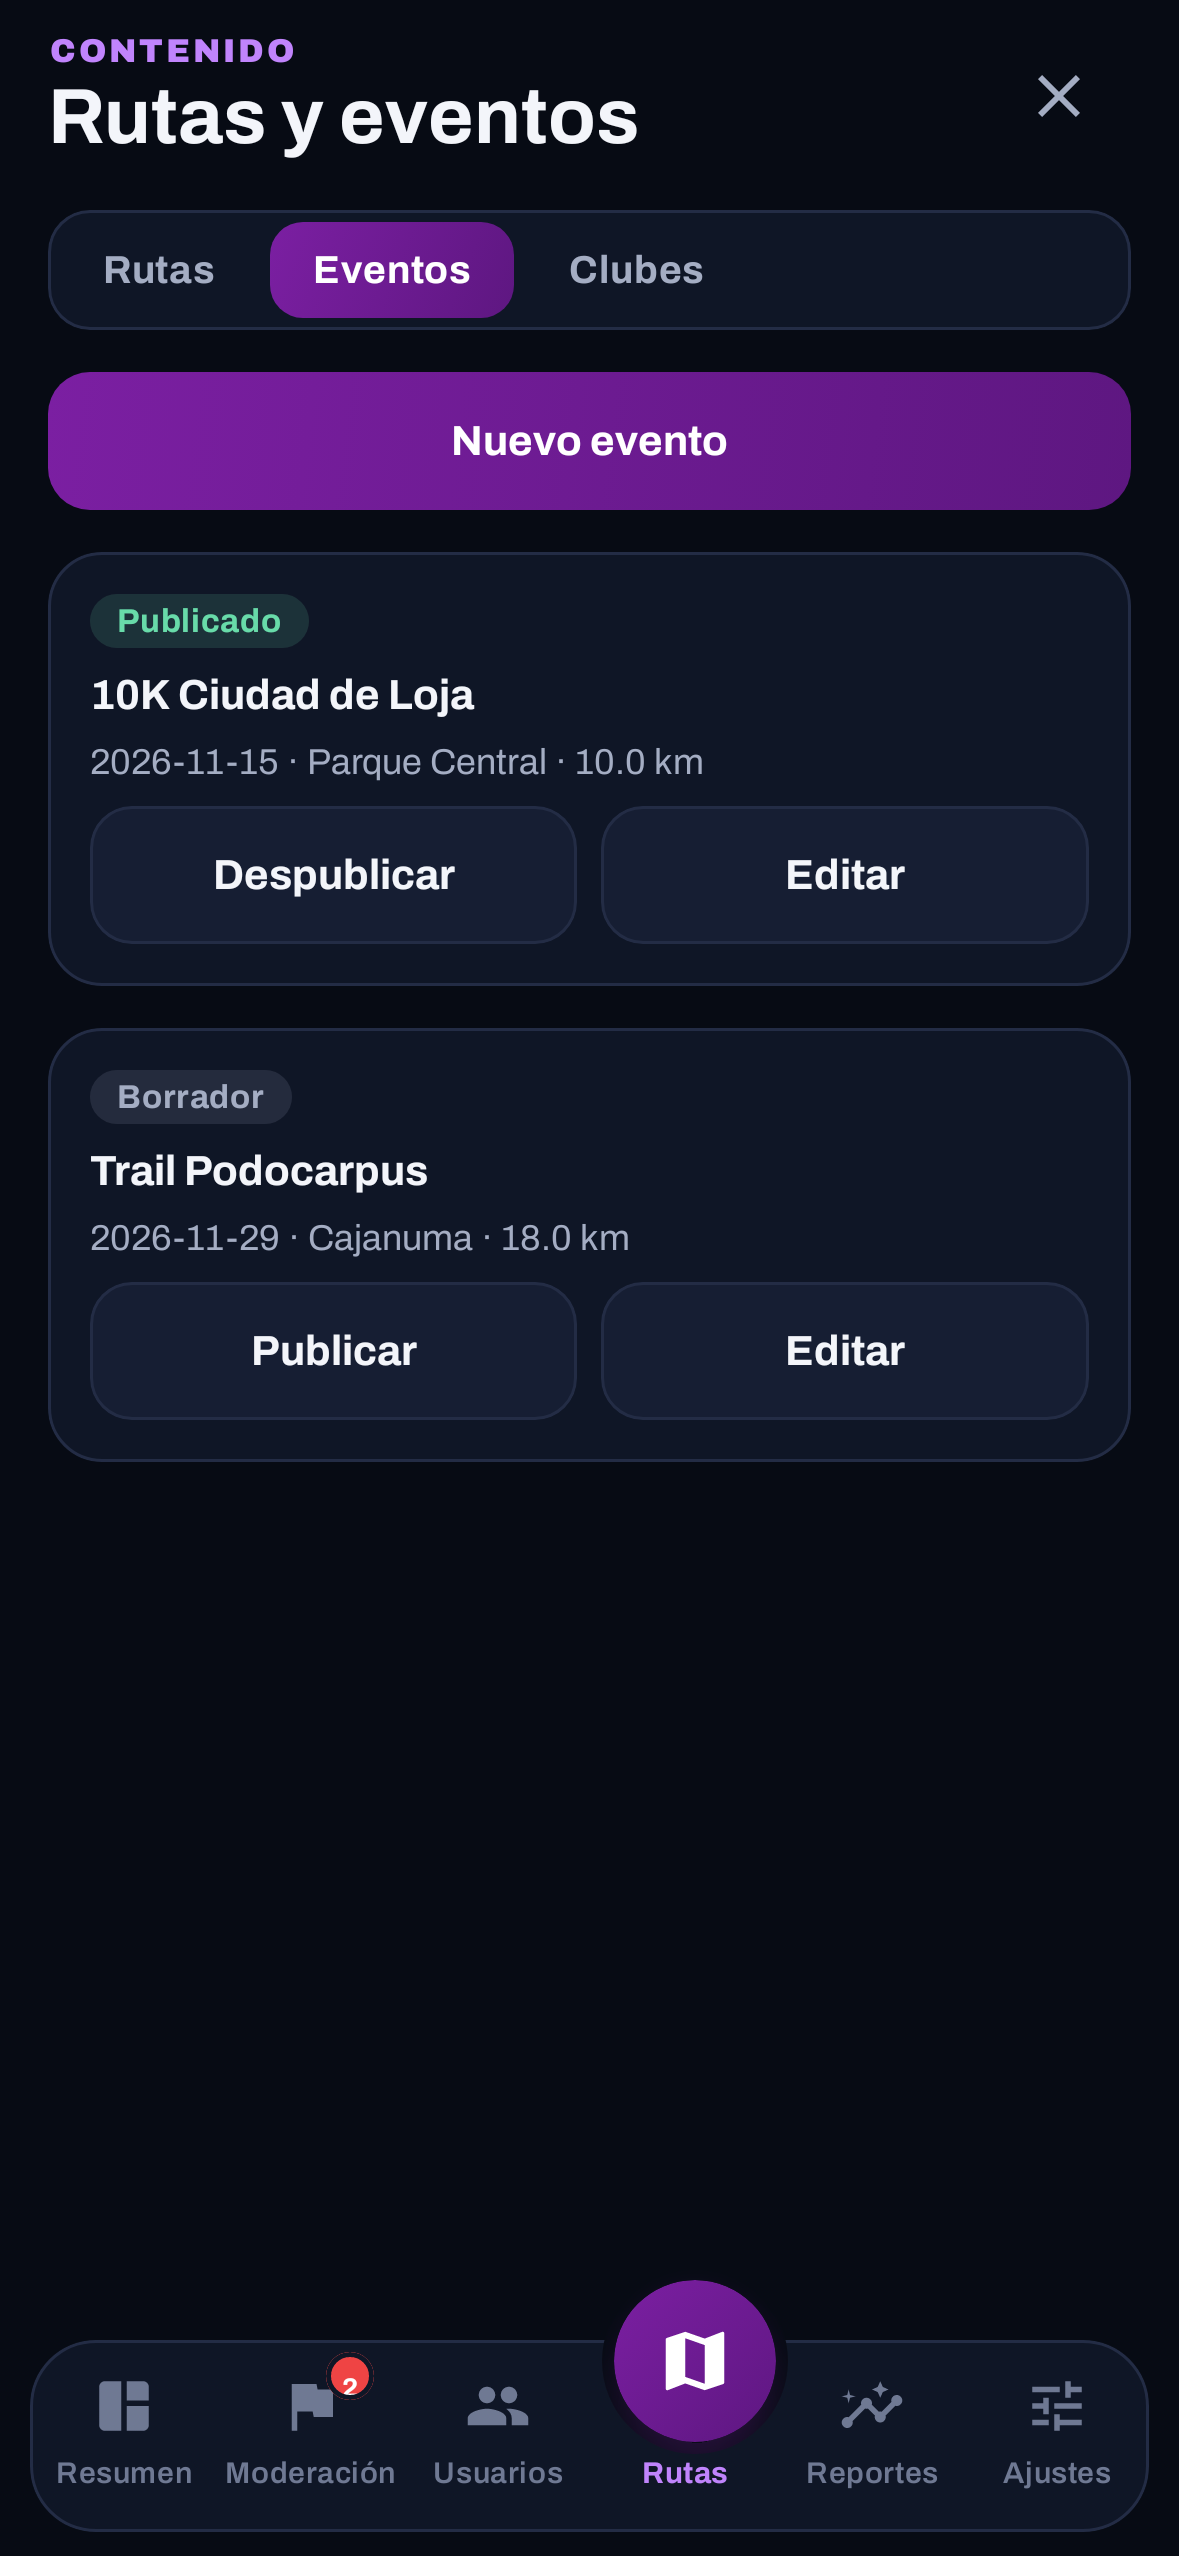 CONTENIDO
Rutas y eventos
Rutas
Eventos
Clubes
Nuevo evento
Publicado
10K Ciudad de Loja
2026-11-15 · Parque Central · 10.0 km
Despublicar
Editar
Borrador
Trail Podocarpus
2026-11-29 · Cajanuma · 18.0 km
Publicar
Editar
2
Resumen
Moderación
Usuarios
Rutas
Reportes
Ajustes